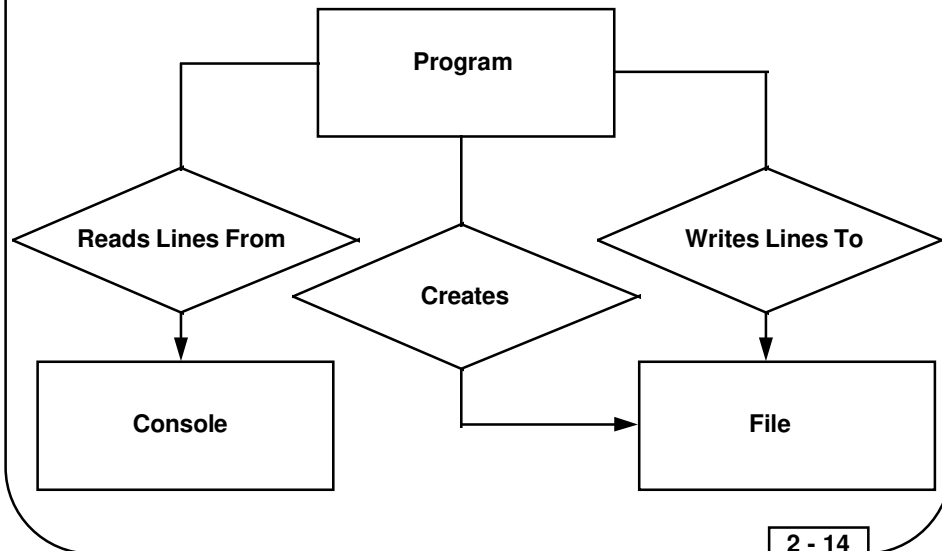 Program
Reads Lines From
Writes Lines To
Creates
Console
File
2 - 14